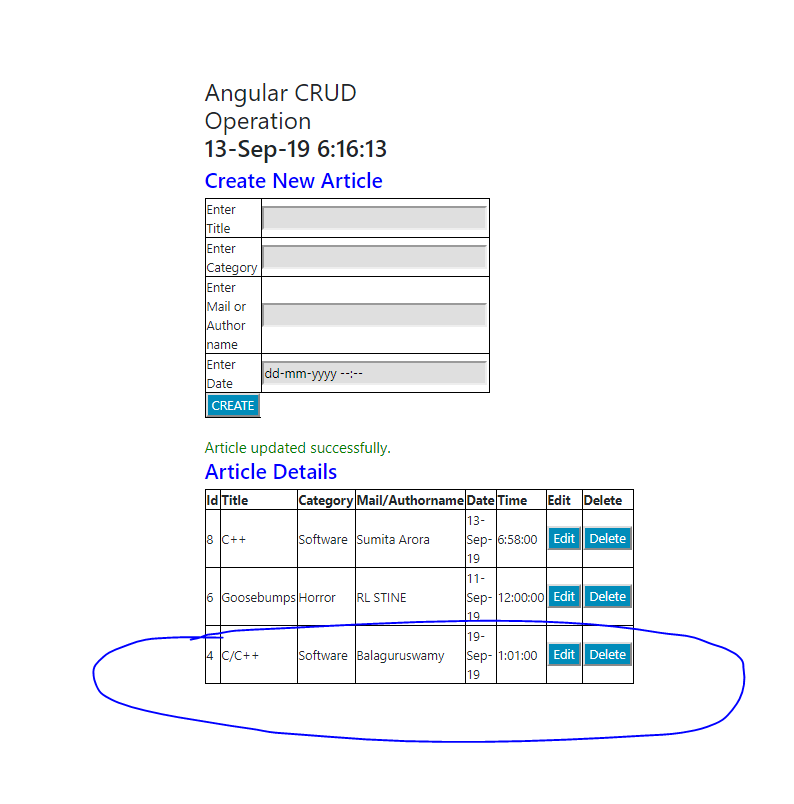 Angular CRUD
Operation
13-Sep-19 6:16:13
Create New Article
Enter
Title
Enter
Category
Enter
Mail or
Author
name
Enter
Date
dd-mm-yyyy --:--
CREATE
Article updated successfully.
Article Details
Id Title Category Mail/Authorname Date Time Edit Delete
13-
8 C++ Software Sumita Arora Sep- 6:58:00 Edit Delete
19
11-
6 Goosebumps Horror RL STINE Sep- 12:00:00 Edit Delete
19
19-
4 C/C++ Software Balaguruswamy Sep- 1:01:00 Edit Delete
19